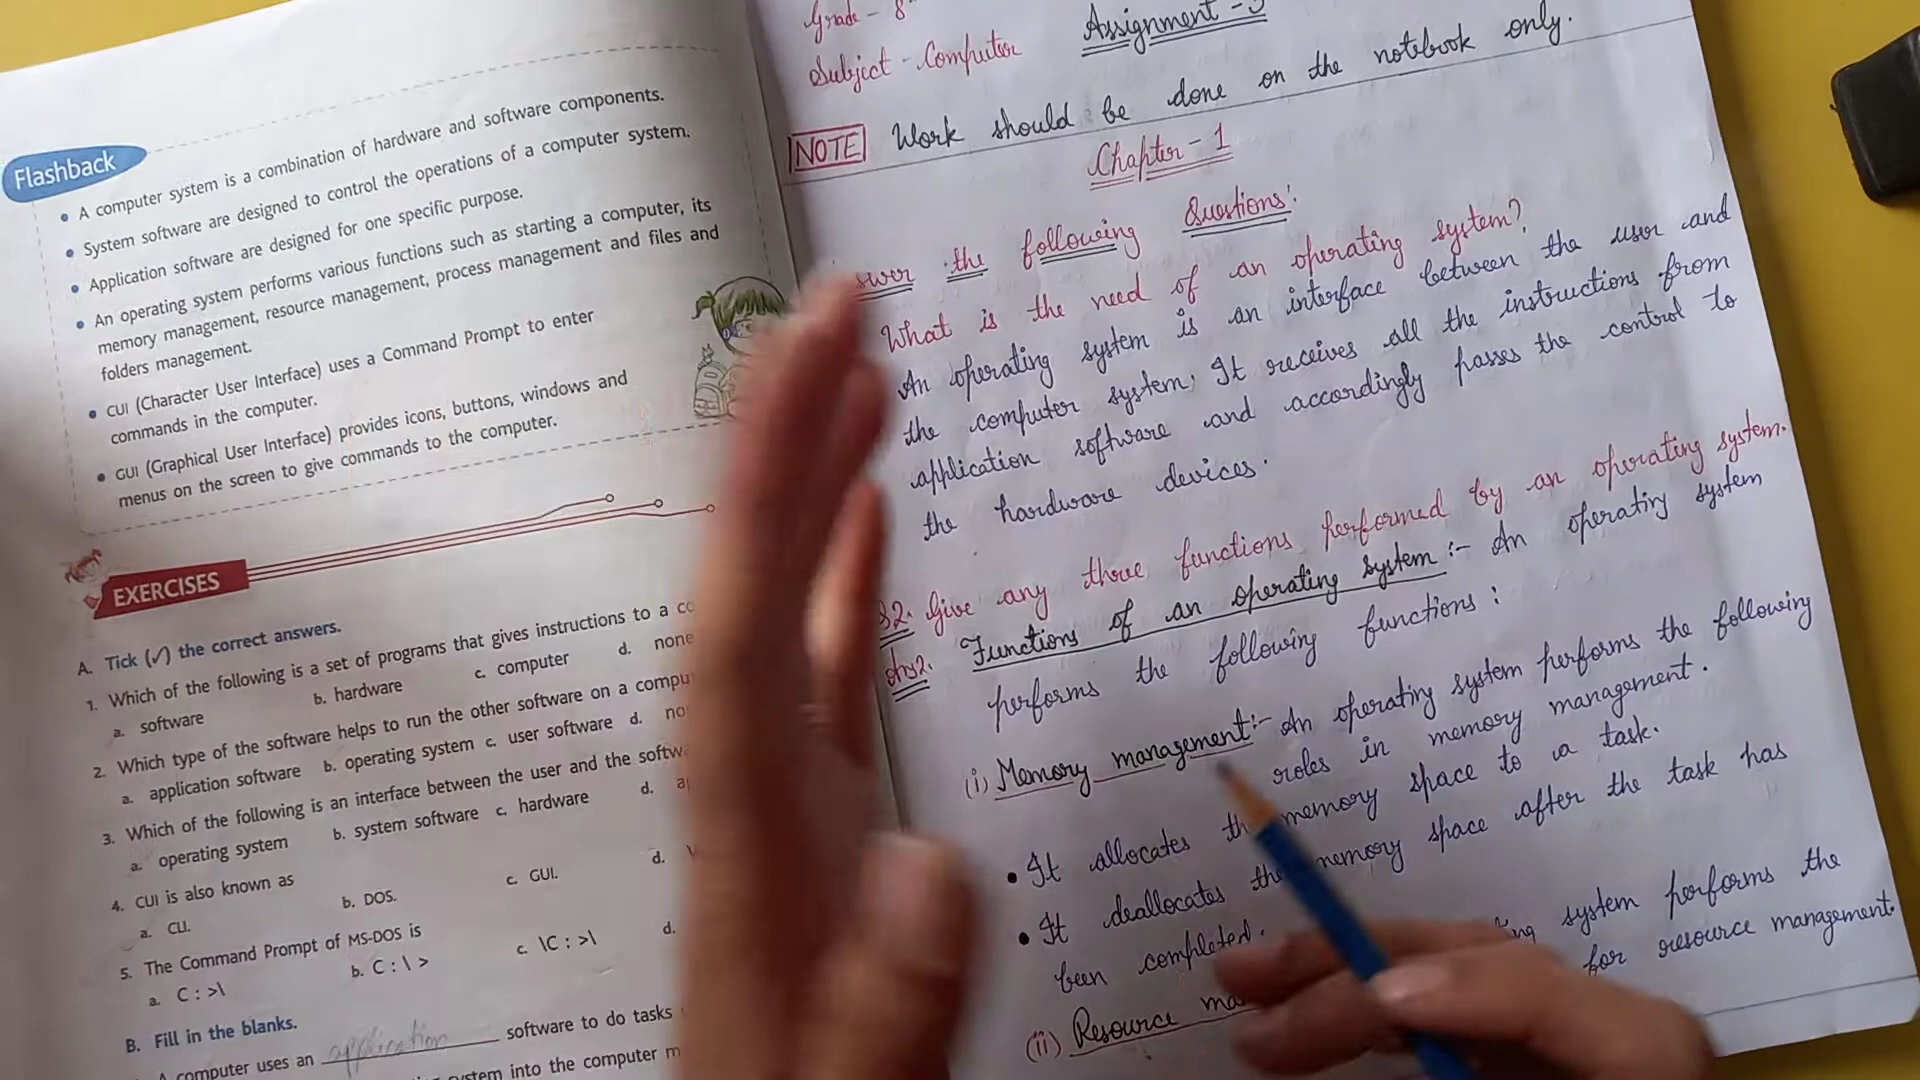 Flashback
• A computer system is a combination of hardware and software components.
• System software are designed to control the operations of a computer system.
• Application software are designed for one specific purpose.
• An operating system performs various functions such as starting a computer, its
memory management, resource management, process management and files and
folders management.
• CUI (Character User Interface) uses a Command Prompt to enter
commands in the computer.
• GUI (Graphical User Interface) provides icons, buttons, windows and
menus on the screen to give commands to the computer.
EXERCISES
A. Tick (✓) the correct answers.
1. Which of the following is a set of programs that gives instructions to a
a. software b. hardware c. computer d. none
2. Which type of the software helps to run the other software on a
a. application software b. operating system c. user software d.
3. Which of the following is an interface between the user and the
a. operating system b. system software c. hardware d.
4. CUI is also known as
a. CLI. b. DOS. c. GUI. d.
5. The Command Prompt of MS-DOS is
a. C : >\ b. C : \ > c. \C : >\ d.
B. Fill in the blanks.
A computer uses an application software to do tasks
into the computer
Grade - 8
Subject - Computer
Assignment -
NOTE Work should be done on the notebook only.
Chapter - 1
the following Questions:
What is the need of an operating system?
An operating system is an interface between the user and
the computer system. It receives all the instructions from
application software and accordingly passes the control to
the hardware devices.
Q2. Give any three functions performed by an operating system.
Ans2. Functions of an operating system :- An operating system
performs the following functions :
(i) Memory management :- An operating system performs the following
roles in memory management.
• It allocates the memory space to a task.
• It deallocates the memory space after the task has
been completed.
(ii) Resource system performs the
for resource management.